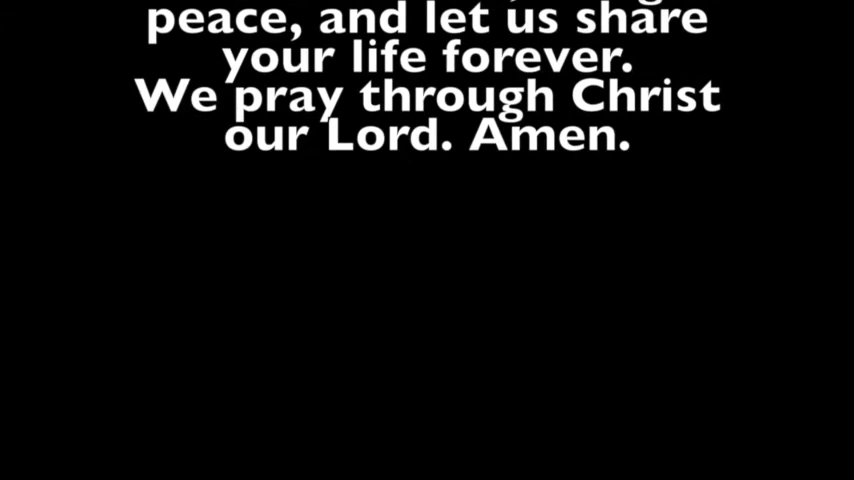 peace, and let us share
your life forever.
We pray through Christ
our Lord. Amen.